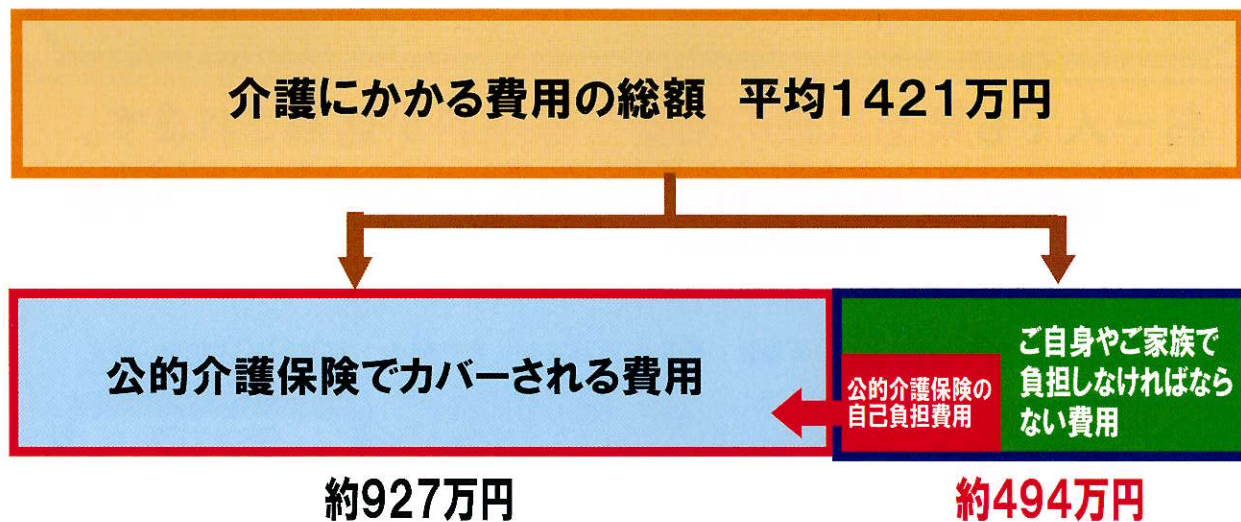 介護にかかる費用の総額 平均1421万円
公的介護保険でカバーされる費用
公的介護保険の
自己負担費用
ご自身やご家族で
負担しなければなら
ない費用
約927万円
約494万円